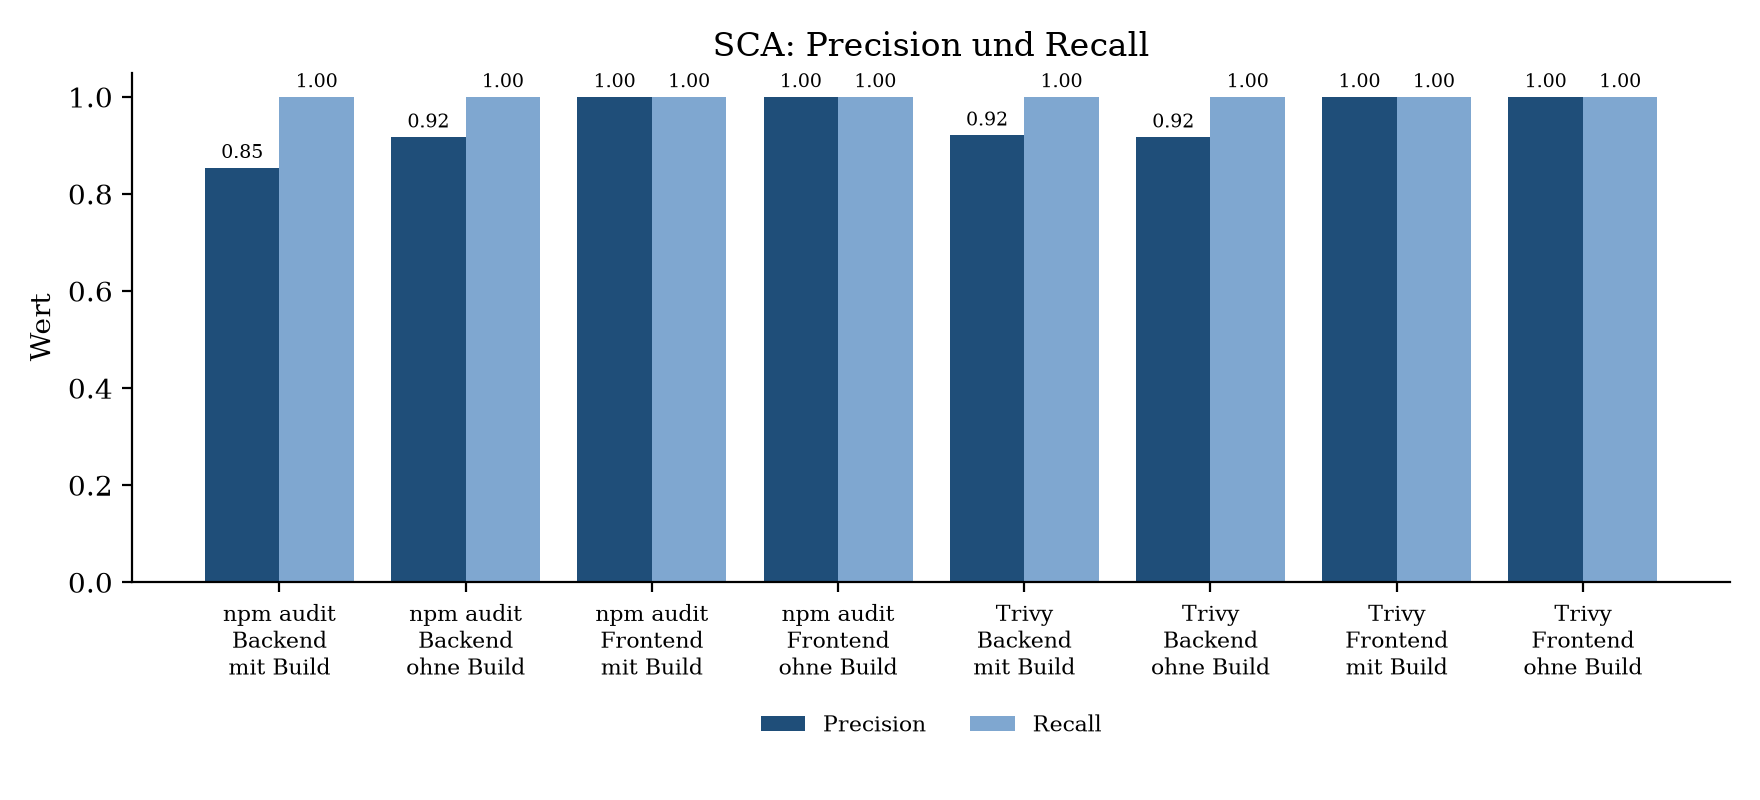 SCA: Precision und Recall
1.00 1.00 1.00 1.00 1.00 1.00 1.00 1.00 1.00 1.00 1.00 1.00
0.85 0.92 0.92 0.92
1.0
0.8
0.6
0.4
0.2
0.0
Wert
npm audit
Backend
mit Build
npm audit
Backend
ohne Build
npm audit
Frontend
mit Build
npm audit
Frontend
ohne Build
Trivy
Backend
mit Build
Trivy
Backend
ohne Build
Trivy
Frontend
mit Build
Trivy
Frontend
ohne Build
Precision Recall